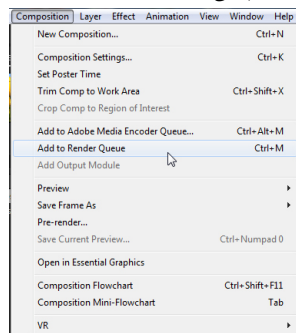 Composition Layer Effect Animation View Window Help
New Composition... Ctrl+N
Composition Settings... Ctrl+K
Set Poster Time
Trim Comp to Work Area Ctrl+Shift+X
Crop Comp to Region of Interest
Add to Adobe Media Encoder Queue... Ctrl+Alt+M
Add to Render Queue Ctrl+M
Add Output Module
Preview
Save Frame As
Pre-render...
Save Current Preview... Ctrl+Numpad 0
Open in Essential Graphics
Composition Flowchart Ctrl+Shift+F11
Composition Mini-Flowchart Tab
VR